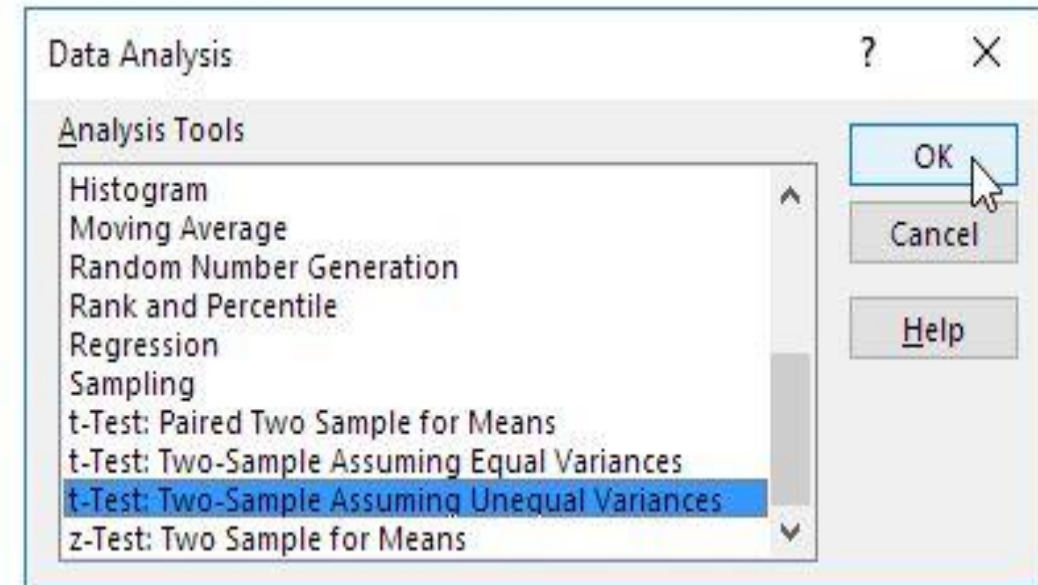 Data Analysis
?
Analysis Tools
Histogram
Moving Average
Random Number Generation
Rank and Percentile
Regression
Sampling
t-Test: Paired Two Sample for Means
t-Test: Two-Sample Assuming Equal Variances
t-Test: Two-Sample Assuming Unequal Variances
z-Test: Two Sample for Means
OK
Cancel
Help